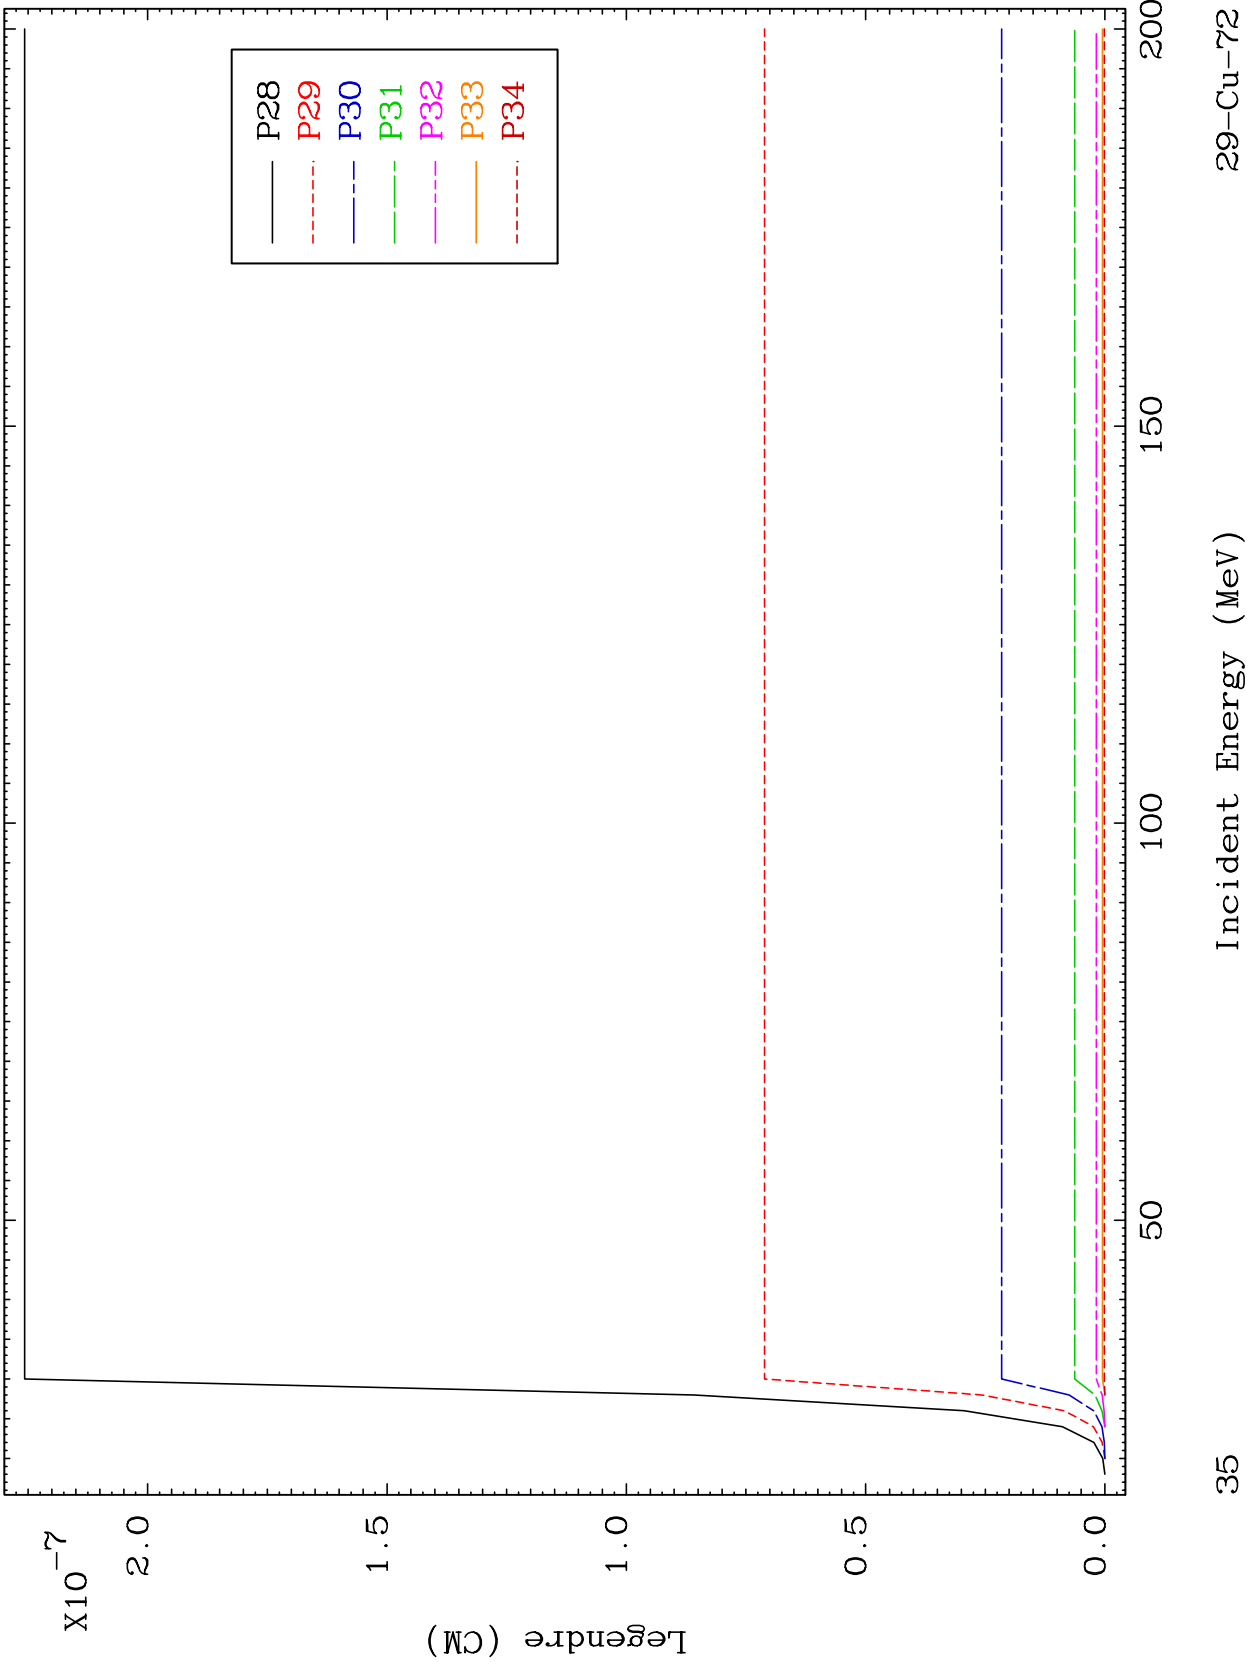 X10-7
2.0
1.5
1.0
0.5
0.0
Legendre (CM)
P28
P29
P30
P31
P32
P33
P34
50
100
150
200
Incident Energy (MeV)
35
29-Cu-72